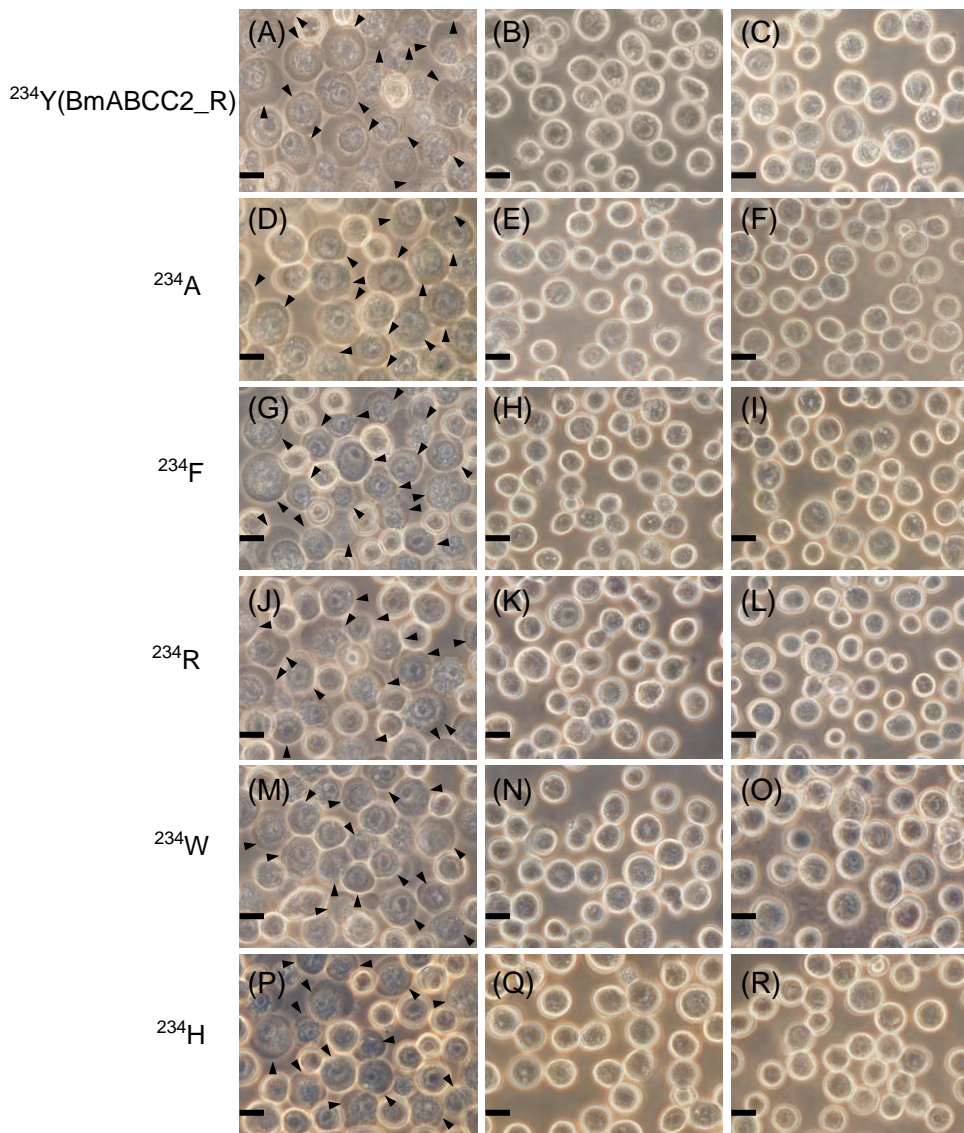 (A) (B) (C)
²³⁴Y(BmABCC2_R)
(D) (E) (F)
²³⁴A
(G) (H) (I)
²³⁴F
(J) (K) (L)
²³⁴R
(M) (N) (O)
²³⁴W
(P) (Q) (R)
²³⁴H